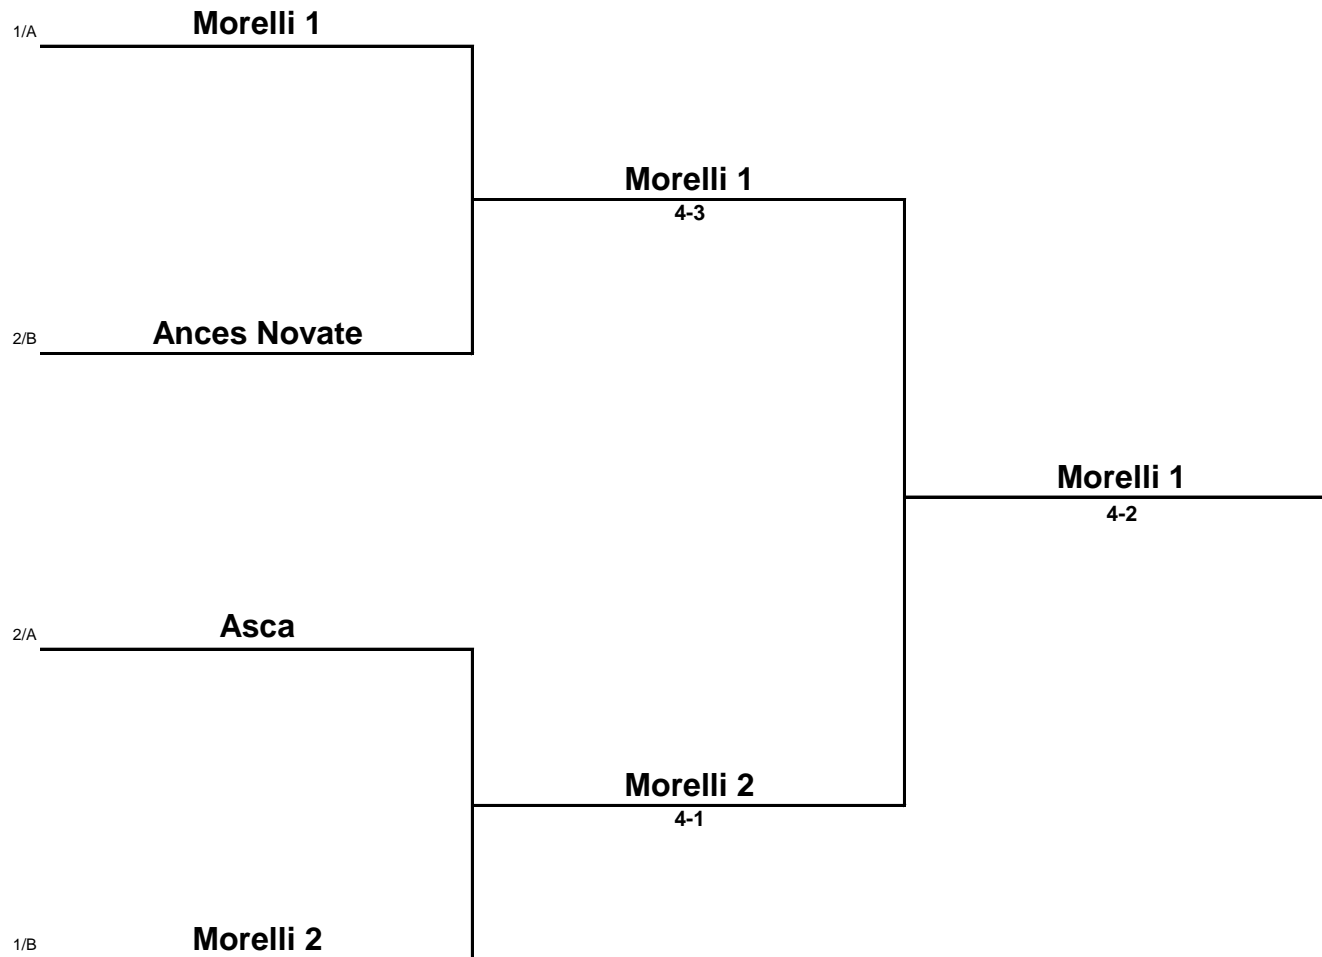 1/A Morelli 1
Morelli 1
4-3
2/B Ances Novate
Morelli 1
4-2
2/A Asca
Morelli 2
4-1
1/B Morelli 2